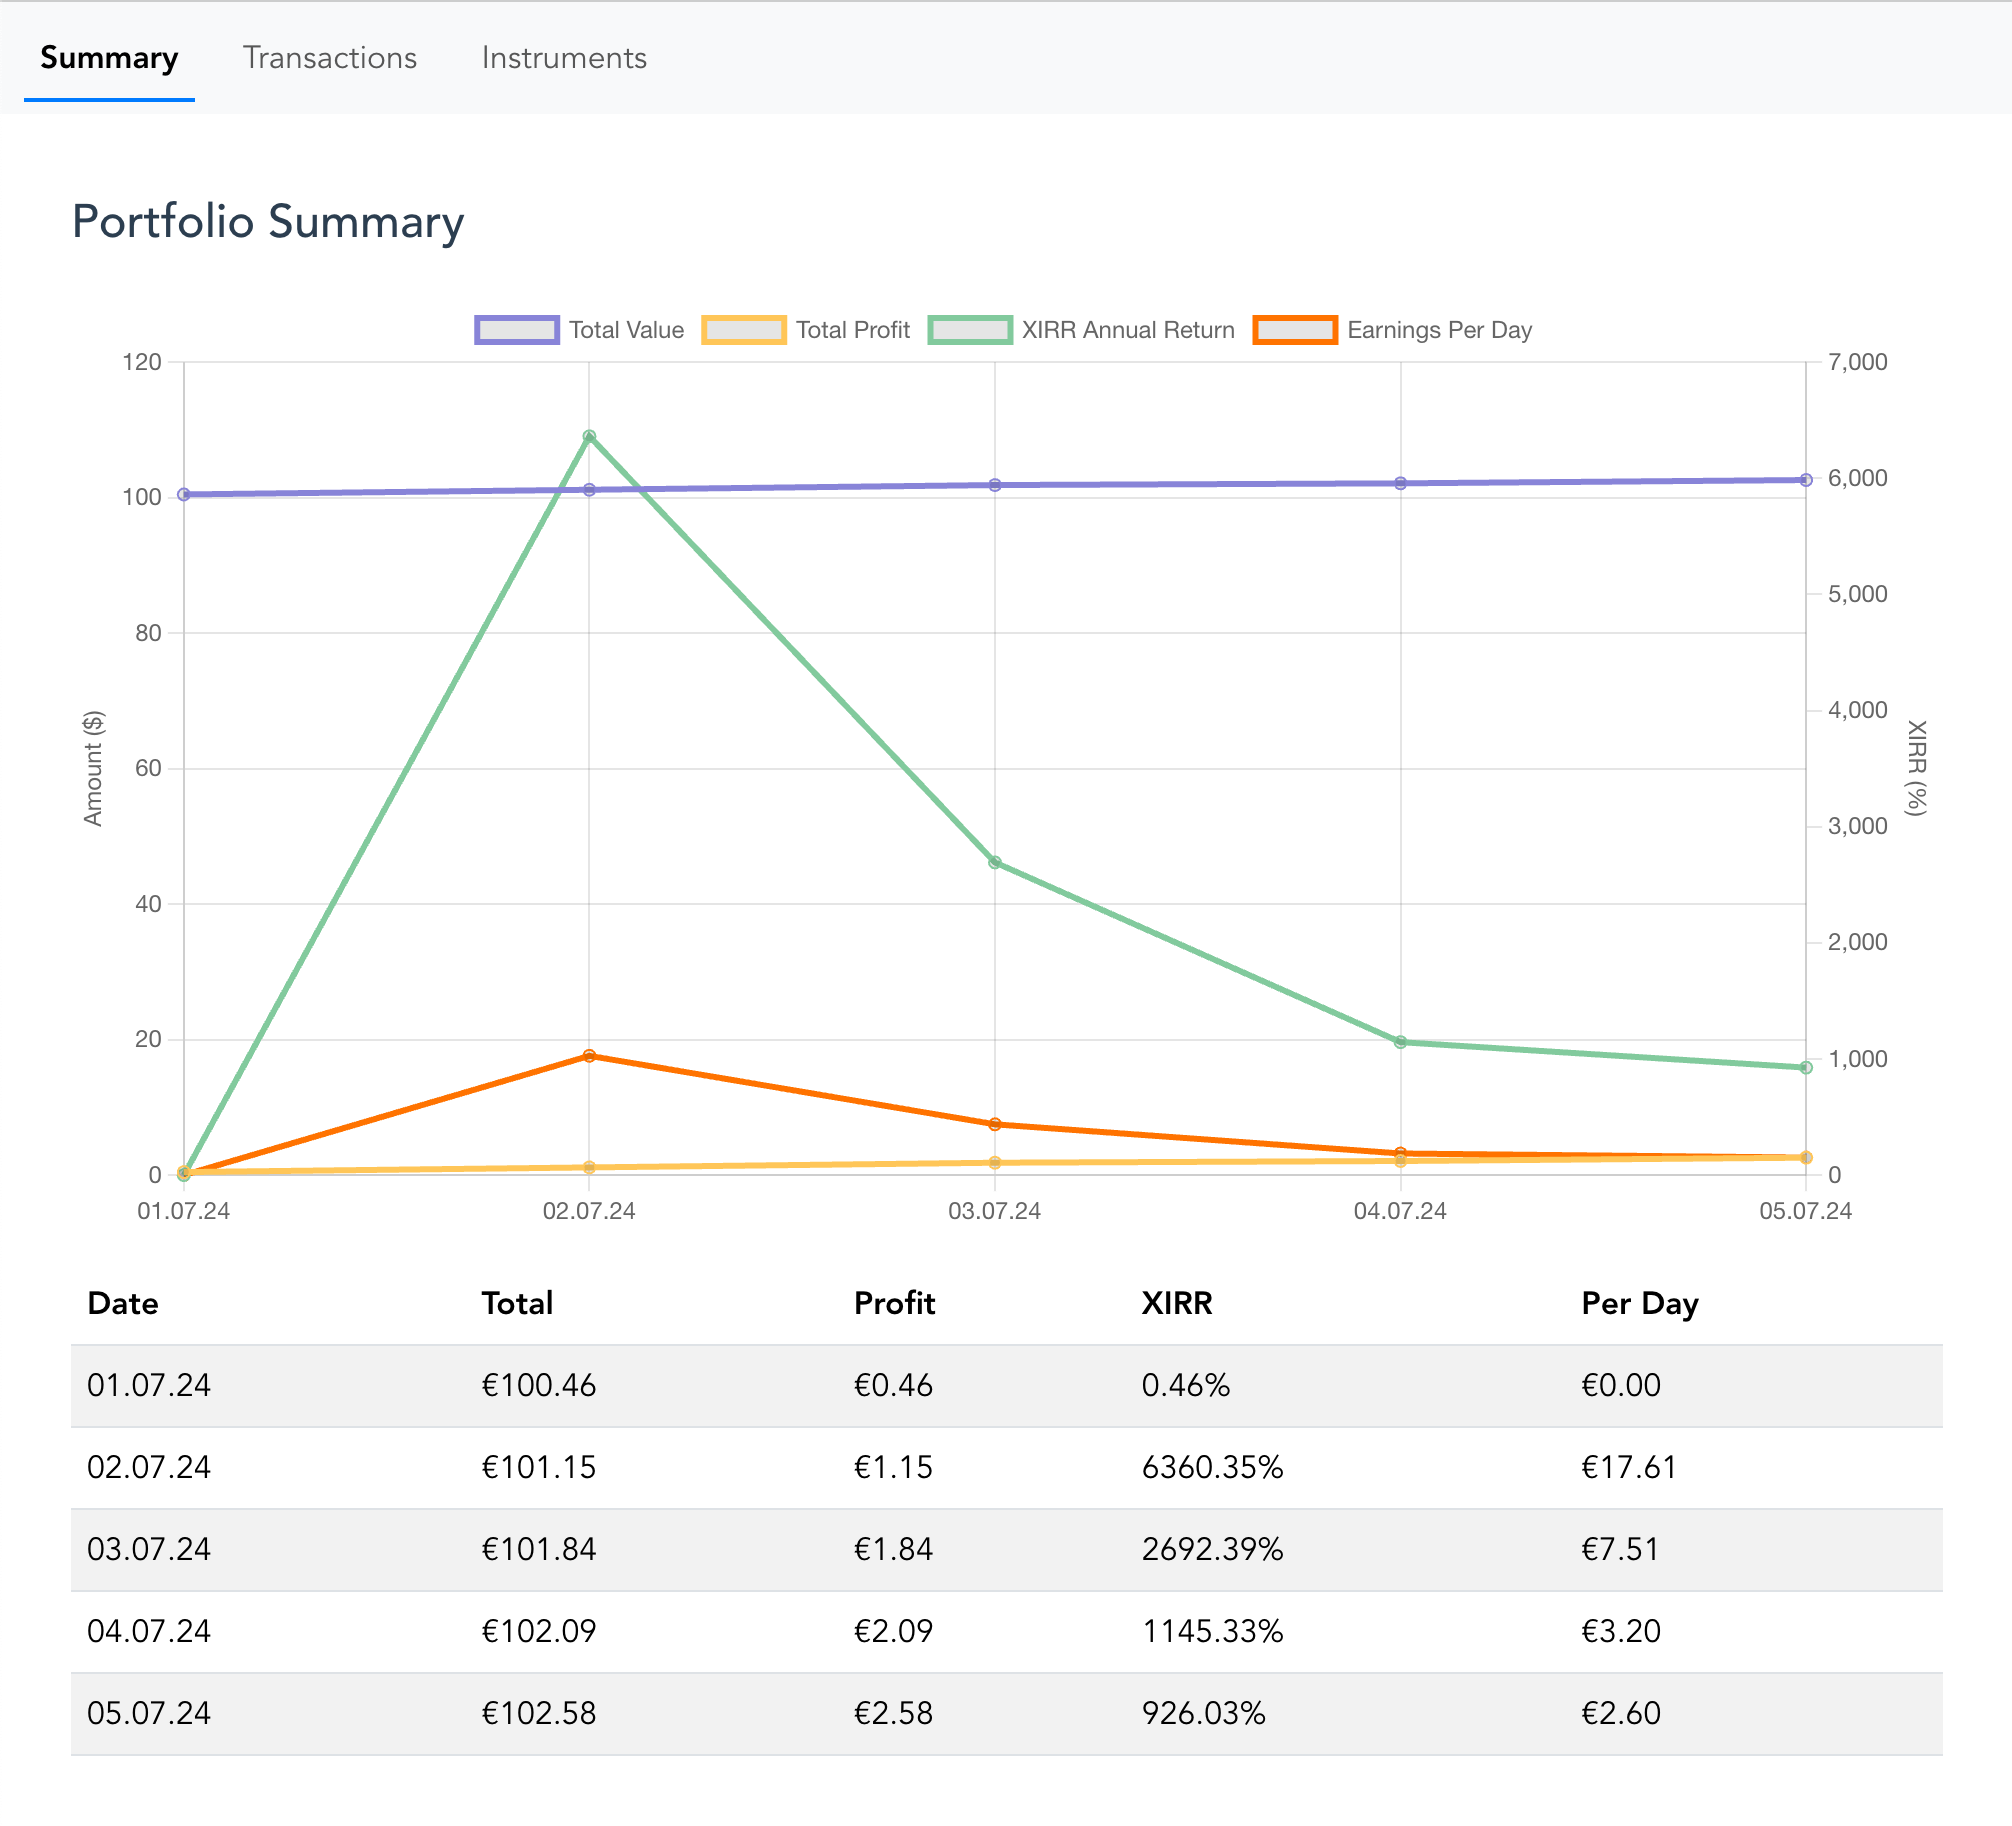 Summary Transactions Instruments
Portfolio Summary
Total Value Total Profit XIRR Annual Return Earnings Per Day
120 7,000
100 6,000
80 5,000
60 4,000
40 3,000
20 2,000
0 1,000
0
Amount ($)
XIRR (%)
01.07.24 02.07.24 03.07.24 04.07.24 05.07.24
Date Total Profit XIRR Per Day
01.07.24 €100.46 €0.46 0.46% €0.00
02.07.24 €101.15 €1.15 6360.35% €17.61
03.07.24 €101.84 €1.84 2692.39% €7.51
04.07.24 €102.09 €2.09 1145.33% €3.20
05.07.24 €102.58 €2.58 926.03% €2.60